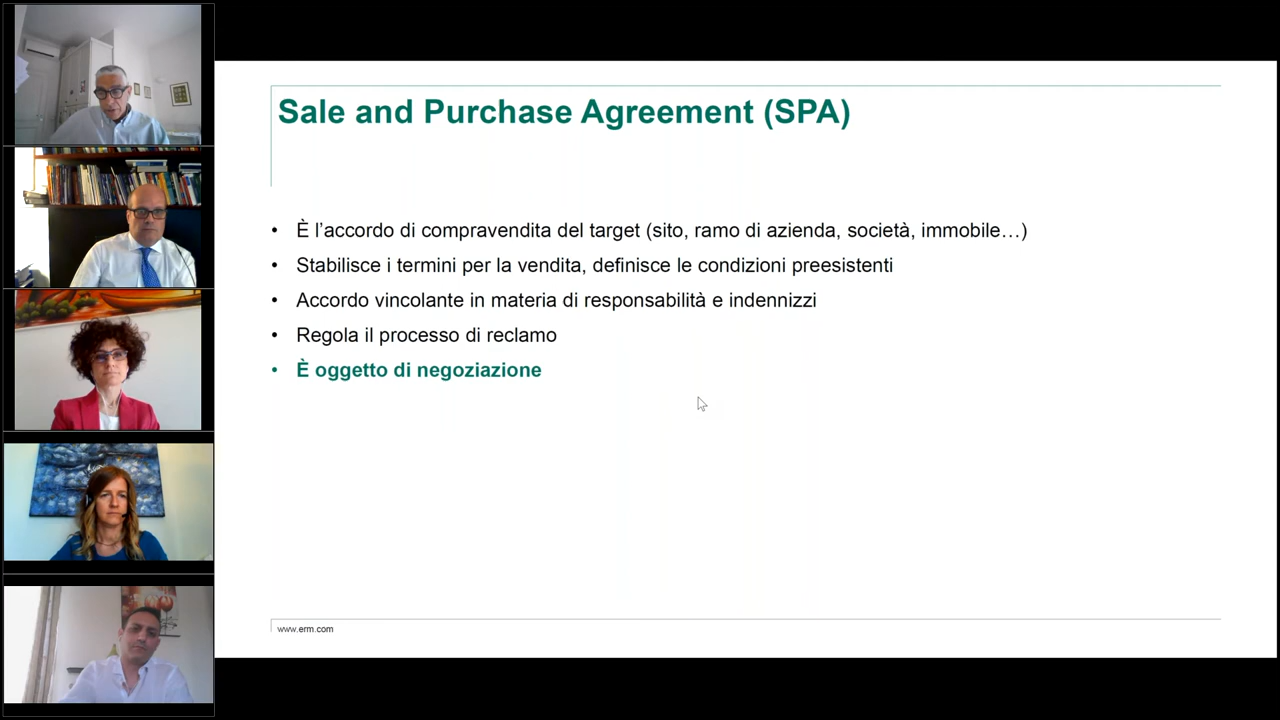 Sale and Purchase Agreement (SPA)
• È l’accordo di compravendita del target (sito, ramo di azienda, società, immobile…)
• Stabilisce i termini per la vendita, definisce le condizioni preesistenti
• Accordo vincolante in materia di responsabilità e indennizzi
• Regola il processo di reclamo
• È oggetto di negoziazione
www.erm.com